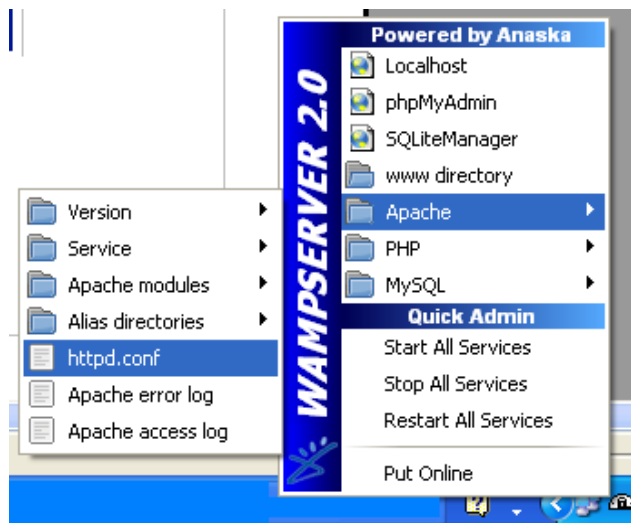 Powered by Anaska
Localhost
phpMyAdmin
SQLiteManager
www directory
Apache
PHP
MySQL
Quick Admin
Start All Services
Stop All Services
Restart All Services
Put Online
WAMPSERVER 2.0
Version
Service
Apache modules
Alias directories
httpd.conf
Apache error log
Apache access log